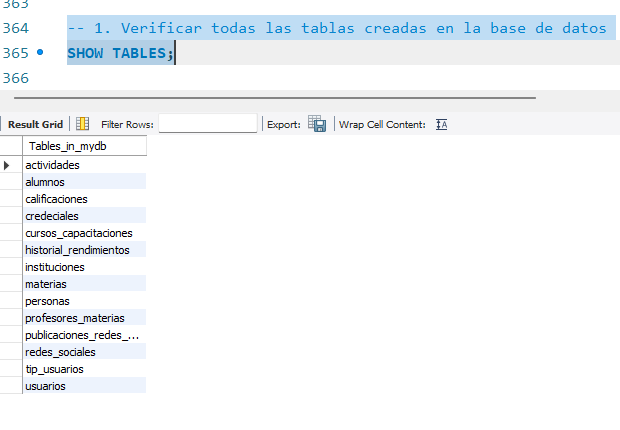 363
364 -- 1. Verificar todas las tablas creadas en la base de datos
365 SHOW TABLES;
366
Result Grid Filter Rows: Export: Wrap Cell Content:
Tables_in_mydb
actividades
alumnos
calificaciones
credeciales
cursos_capacitaciones
historial_rendimientos
instituciones
materias
personas
profesores_materias
publicaciones_redes_...
redes_sociales
tip_usuarios
usuarios